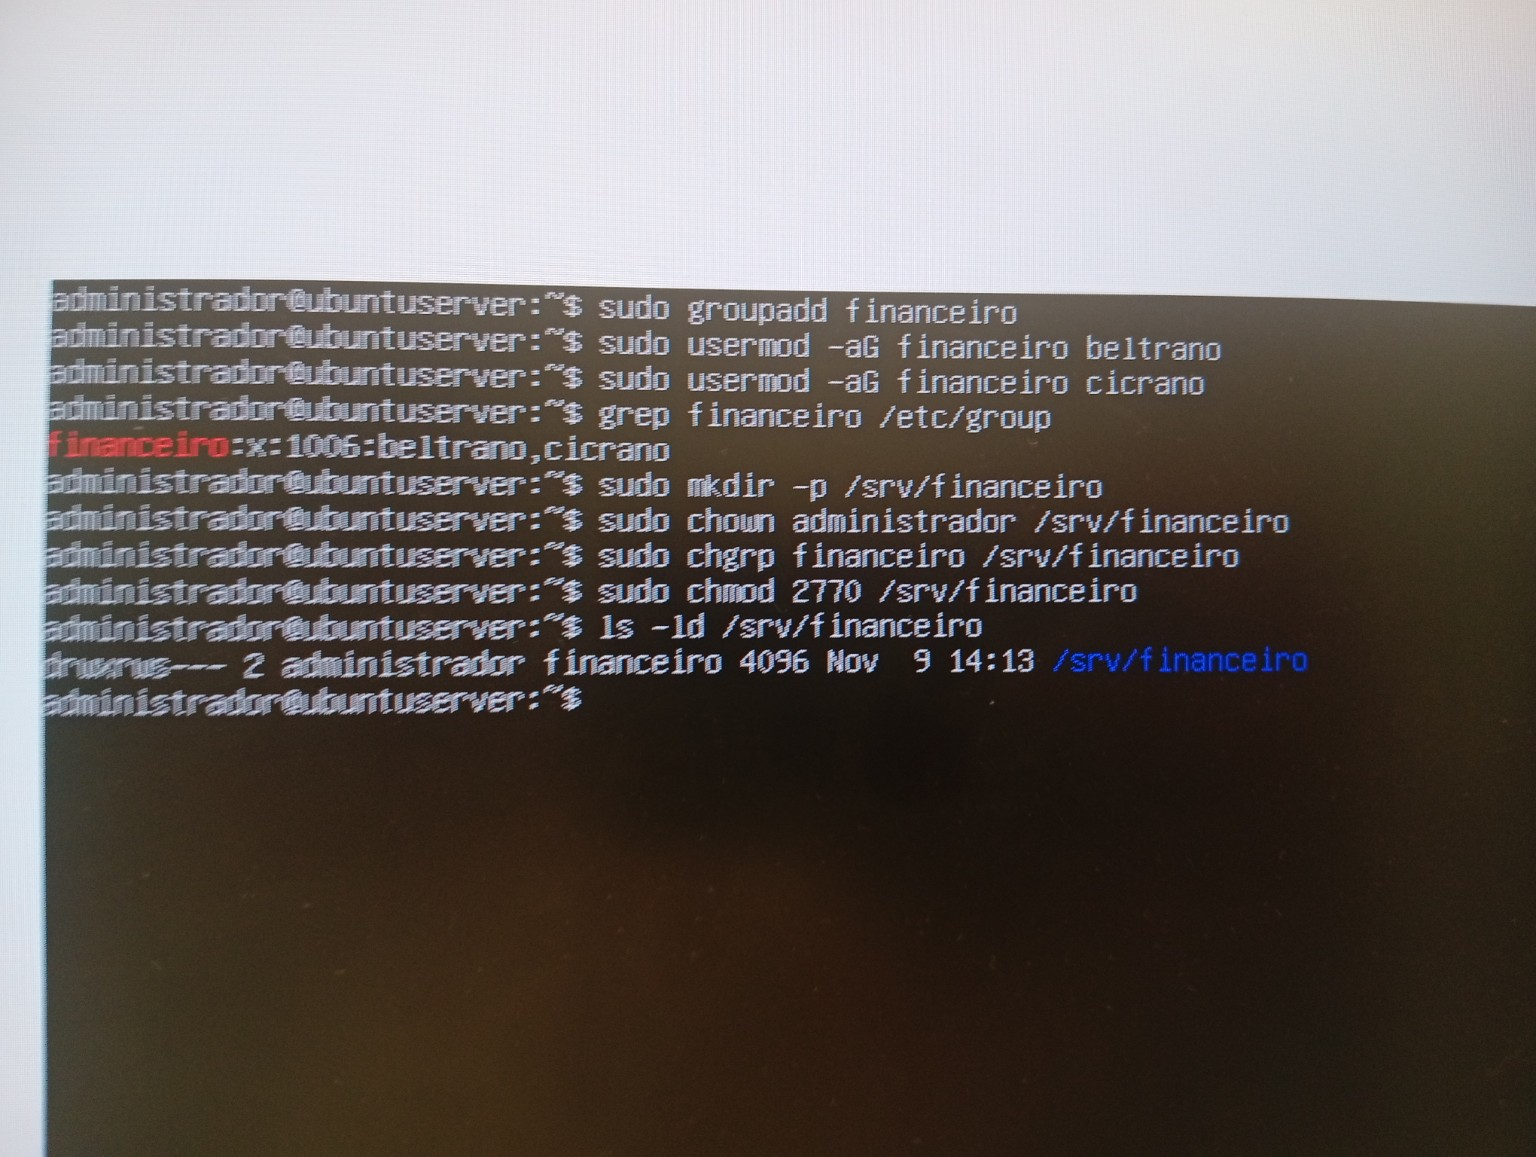 administrador@ubuntuserver:~$ sudo groupadd financeiro
administrador@ubuntuserver:~$ sudo usermod -aG financeiro beltrano
administrador@ubuntuserver:~$ sudo usermod -aG financeiro cicrano
administrador@ubuntuserver:~$ grep financeiro /etc/group
financeiro:x:1006:beltrano,cicrano
administrador@ubuntuserver:~$ sudo mkdir -p /srv/financeiro
administrador@ubuntuserver:~$ sudo chown administrador /srv/financeiro
administrador@ubuntuserver:~$ sudo chgrp financeiro /srv/financeiro
administrador@ubuntuserver:~$ sudo chmod 2770 /srv/financeiro
administrador@ubuntuserver:~$ ls -ld /srv/financeiro
drwxrws--- 2 administrador financeiro 4096 Nov  9 14:13 /srv/financeiro
administrador@ubuntuserver:~$